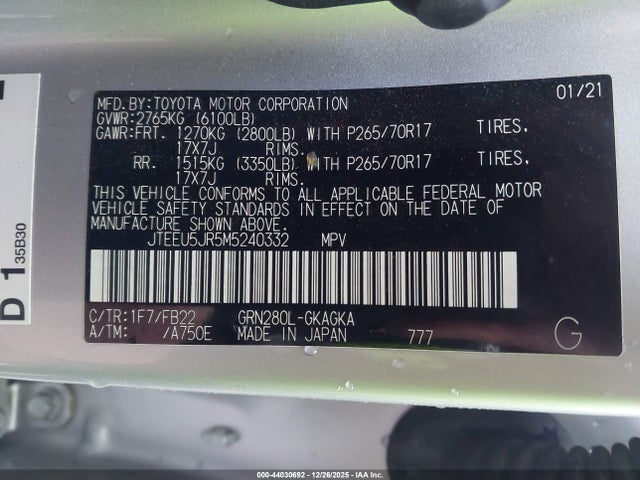 MFD.BY:TOYOTA MOTOR CORPORATION 01/21
GVWR:2765KG (6100LB)
GAWR:FRT. 1270KG (2800LB) WITH P265/70R17 TIRES,
17X7J RIMS.
RR. 1515KG (3350LB) WITH P265/70R17 TIRES,
17X7J RIMS.
THIS VEHICLE CONFORMS TO ALL APPLICABLE FEDERAL MOTOR
VEHICLE SAFETY STANDARDS IN EFFECT ON THE DATE OF
MANUFACTURE SHOWN ABOVE.
JTEEU5JR5M5240332 MPV
C/TR:1F7/FB22 GRN280L-GKAGKA
A/TM: /A750E MADE IN JAPAN 777 G
D 1 35B30
000-44030692 - 12/26/2025 - IAA Inc.